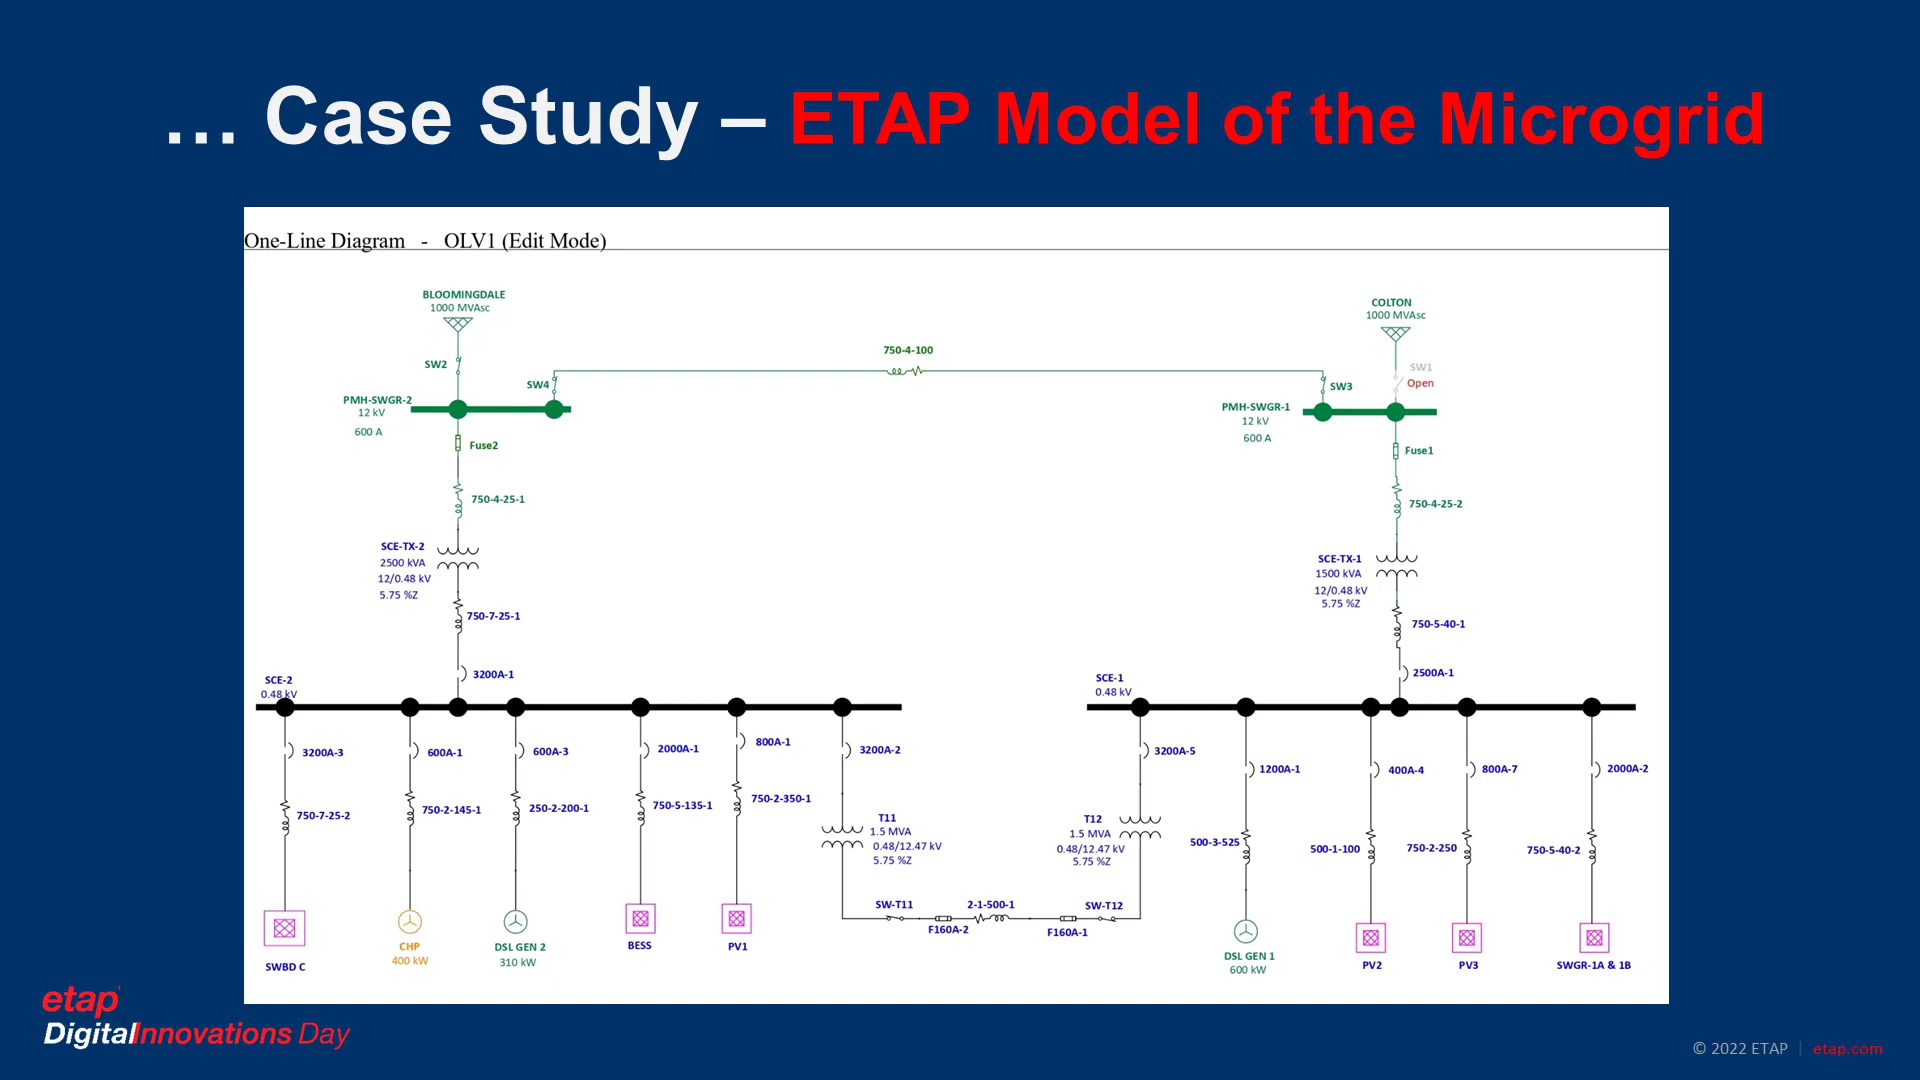 … Case Study – ETAP Model of the Microgrid
One-Line Diagram - OLV1 (Edit Mode)
BLOOMINGDALE
1000 MVAsc
COLTON
1000 MVAsc
SW2
SW4
750-4-100
SW3
SW1
Open
PMH-SWGR-2
12 kV
600 A
PMH-SWGR-1
12 kV
600 A
Fuse2
Fuse1
750-4-25-1
750-4-25-2
SCE-TX-2
2500 kVA
12/0.48 kV
5.75 %Z
SCE-TX-1
1500 kVA
12/0.48 kV
5.75 %Z
750-7-25-1
750-5-40-1
3200A-1
2500A-1
SCE-2
0.48 kV
SCE-1
0.48 kV
3200A-3
600A-1
600A-3
2000A-1
800A-1
3200A-2
3200A-5
1200A-1
400A-4
800A-7
2000A-2
750-7-25-2
750-2-145-1
250-2-200-1
750-5-135-1
750-2-350-1
T11
1.5 MVA
0.48/12.47 kV
5.75 %Z
T12
1.5 MVA
0.48/12.47 kV
5.75 %Z
500-3-525
500-1-100
750-2-250
750-5-40-2
SW-T11
F160A-2
2-1-500-1
F160A-1
SW-T12
SWBD C
CHP
400 kW
DSL GEN 2
310 kW
BESS
PV1
DSL GEN 1
600 kW
PV2
PV3
SWGR-1A & 1B
etap
DigitalInnovations Day
© 2022 ETAP | etap.com